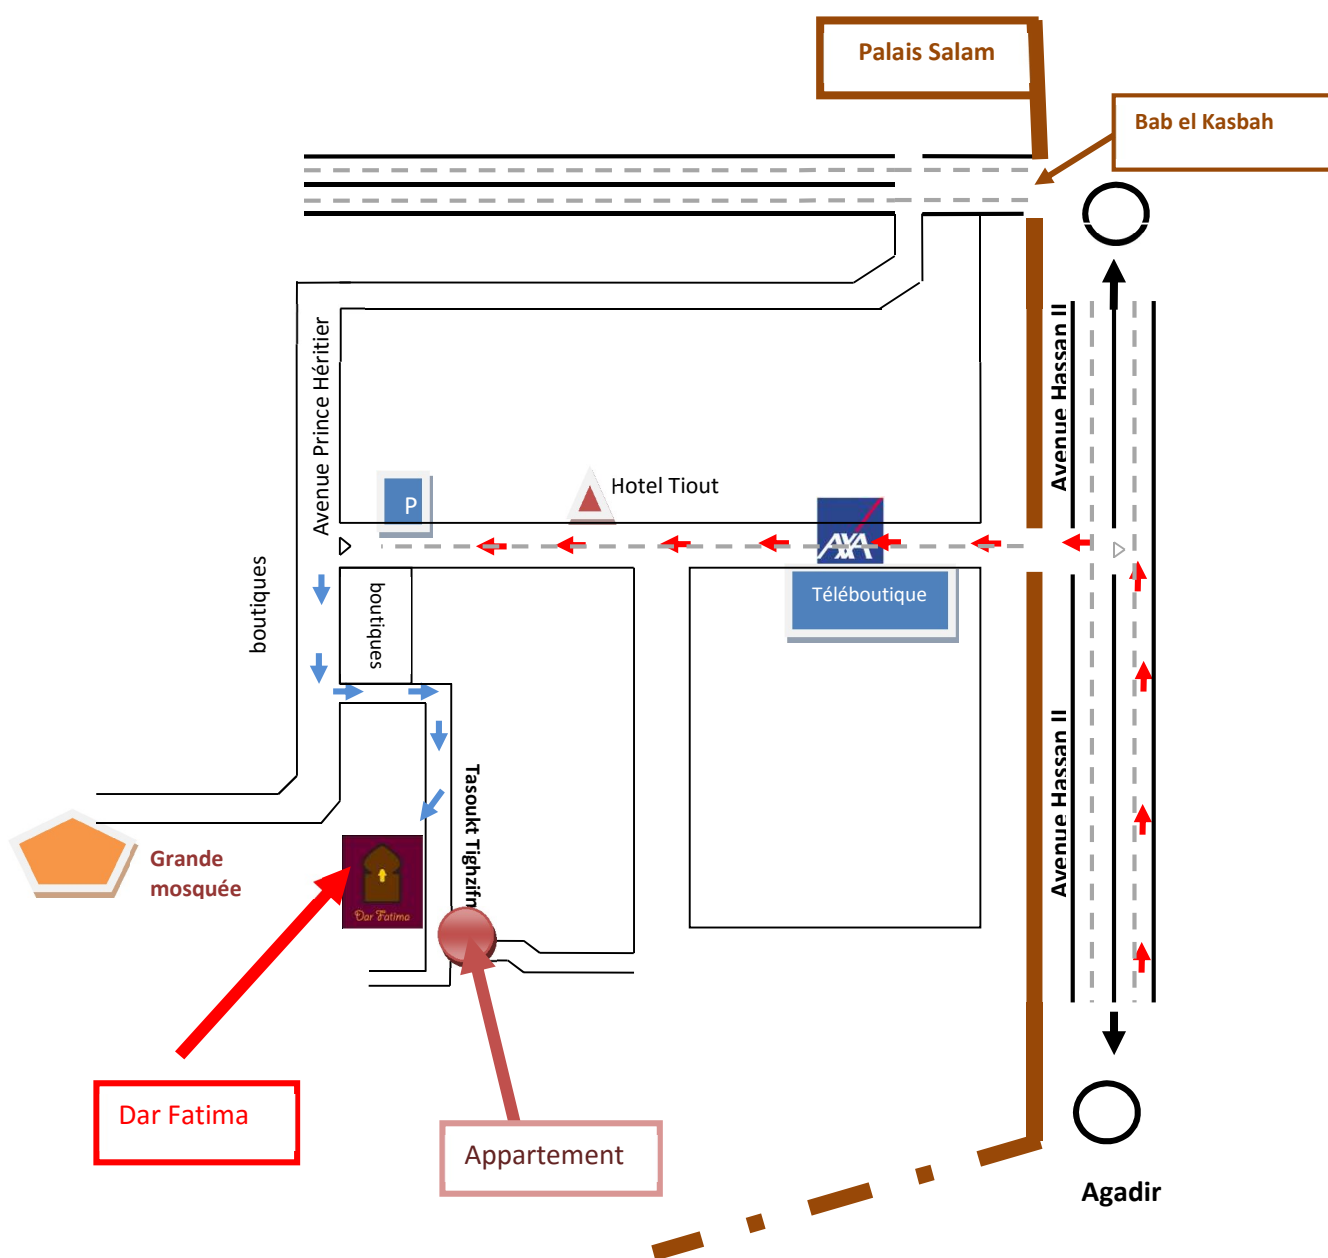 Palais Salam
Bab el Kasbah
Avenue Prince Héritier
Avenue Hassan II
P
Hotel Tiout
AXA
boutiques
boutiques
Téléboutique
Avenue Hassan II
Tasoukt Tighzifn
Grande
mosquée
Dar Fatima
Dar Fatima
Appartement
Agadir